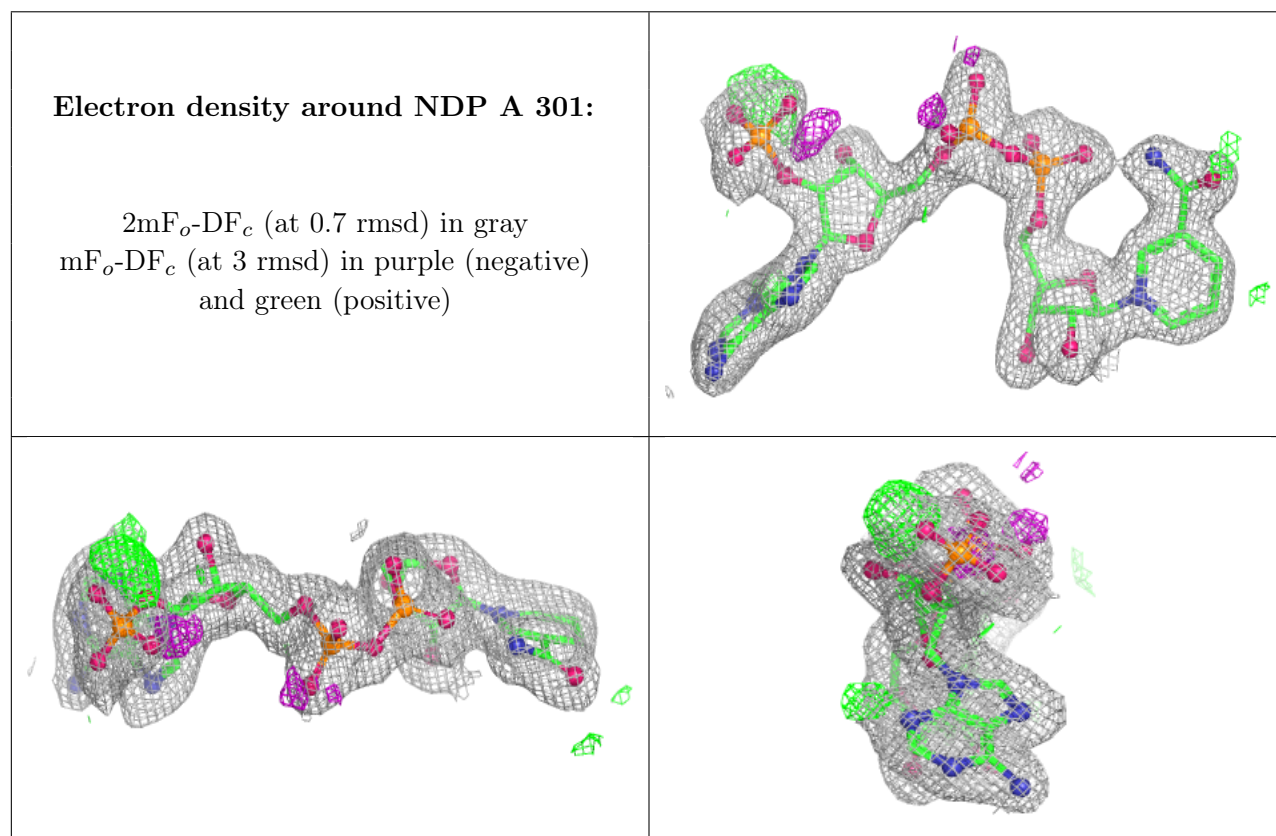 Electron density around NDP A 301:
2mFo-DFc (at 0.7 rmsd) in gray
mFo-DFc (at 3 rmsd) in purple (negative)
and green (positive)